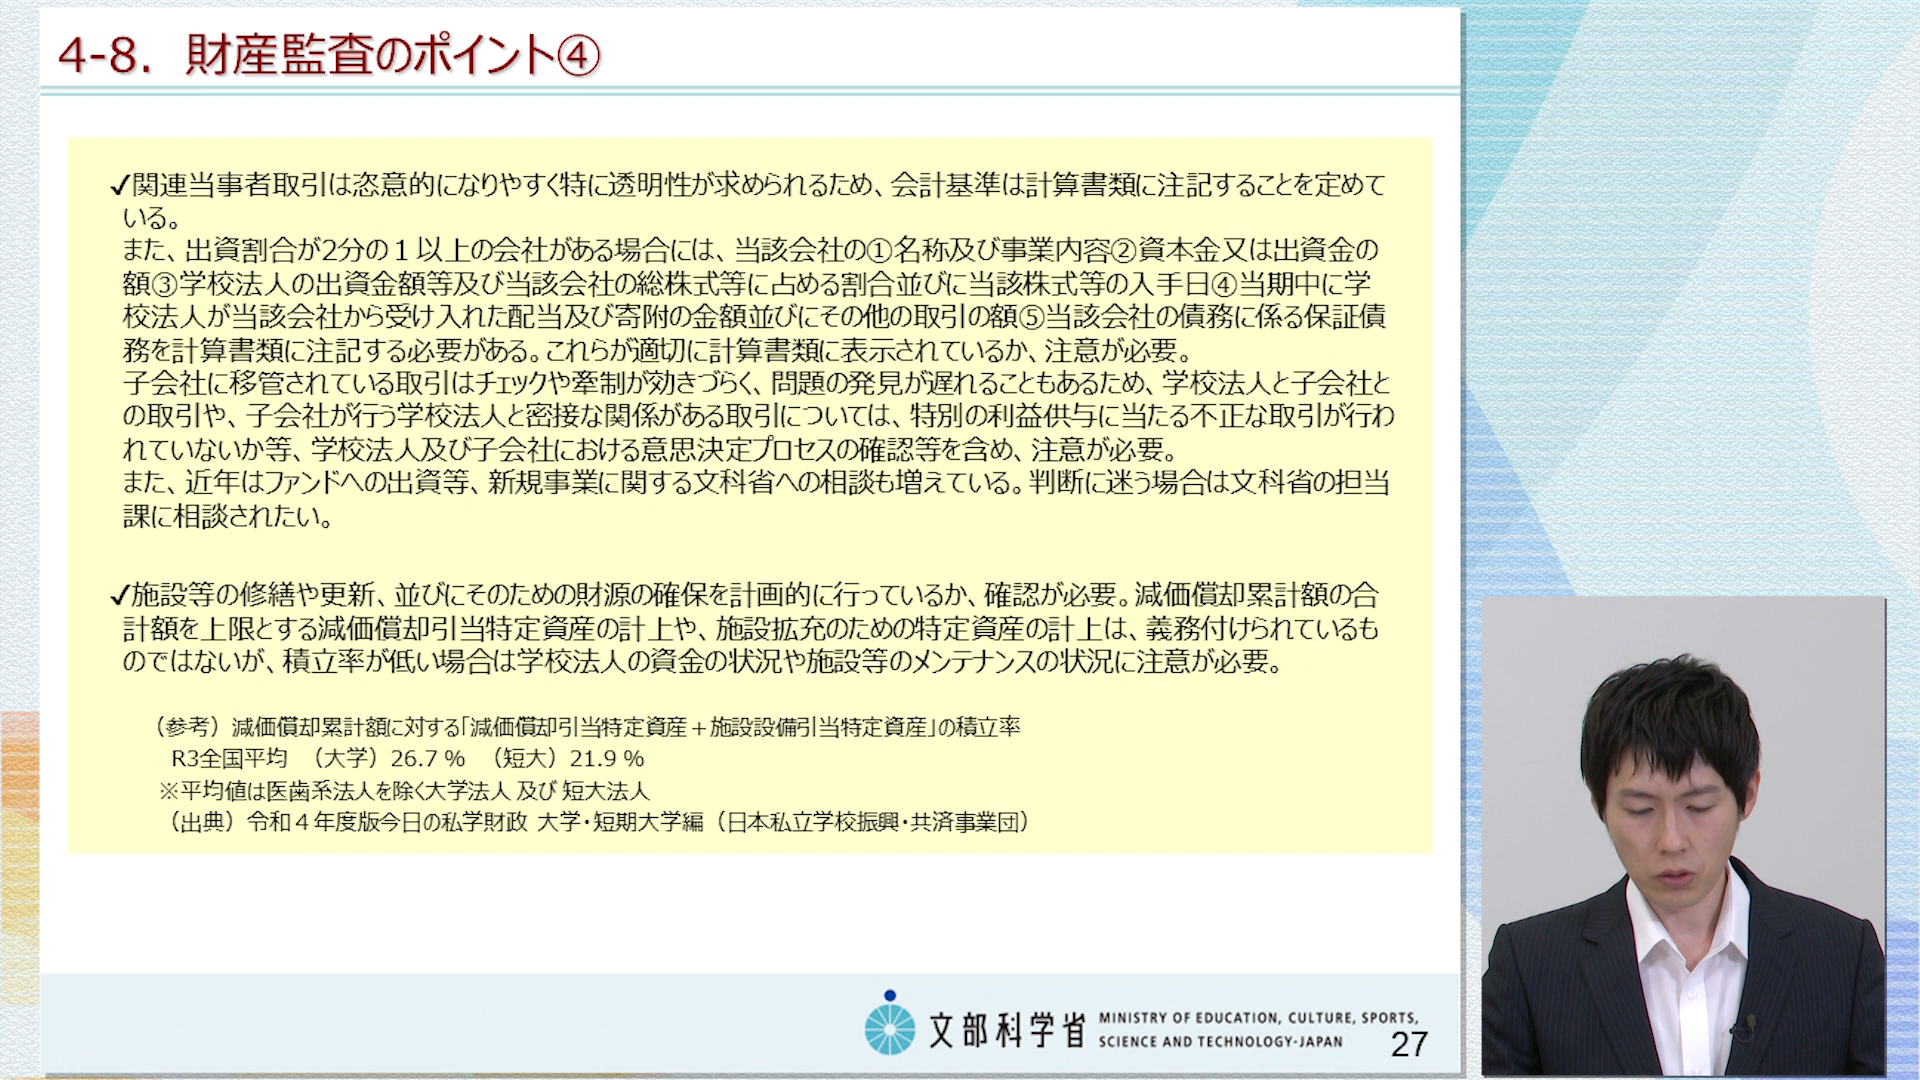 4-8．財産監査のポイント④
✓関連当事者取引は恣意的になりやすく特に透明性が求められるため、会計基準は計算書類に注記することを定めて
いる。
また、出資割合が2分の１以上の会社がある場合には、当該会社の①名称及び事業内容②資本金又は出資金の
額③学校法人の出資金額等及び当該会社の総株式等に占める割合並びに当該株式等の入手日④当期中に学
校法人が当該会社から受け入れた配当及び寄附の金額並びにその他の取引の額⑤当該会社の債務に係る保証債
務を計算書類に注記する必要がある。これらが適切に計算書類に表示されているか、注意が必要。
子会社に移管されている取引はチェックや牽制が効きづらく、問題の発見が遅れることもあるため、学校法人と子会社と
の取引や、子会社が行う学校法人と密接な関係がある取引については、特別の利益供与に当たる不正な取引が行わ
れていないか等、学校法人及び子会社における意思決定プロセスの確認等を含め、注意が必要。
また、近年はファンドへの出資等、新規事業に関する文科省への相談も増えている。判断に迷う場合は文科省の担当
課に相談されたい。
✓施設等の修繕や更新、並びにそのための財源の確保を計画的に行っているか、確認が必要。減価償却累計額の合
計額を上限とする減価償却引当特定資産の計上や、施設拡充のための特定資産の計上は、義務付けられているも
のではないが、積立率が低い場合は学校法人の資金の状況や施設等のメンテナンスの状況に注意が必要。
（参考）減価償却累計額に対する「減価償却引当特定資産＋施設設備引当特定資産」の積立率
R3全国平均　（大学）26.7％　（短大）21.9％
※平均値は医歯系法人を除く大学法人 及び 短大法人
（出典）令和４年度版今日の私学財政 大学・短期大学編（日本私立学校振興・共済事業団）
文部科学省
MINISTRY OF EDUCATION, CULTURE, SPORTS,
SCIENCE AND TECHNOLOGY-JAPAN
27